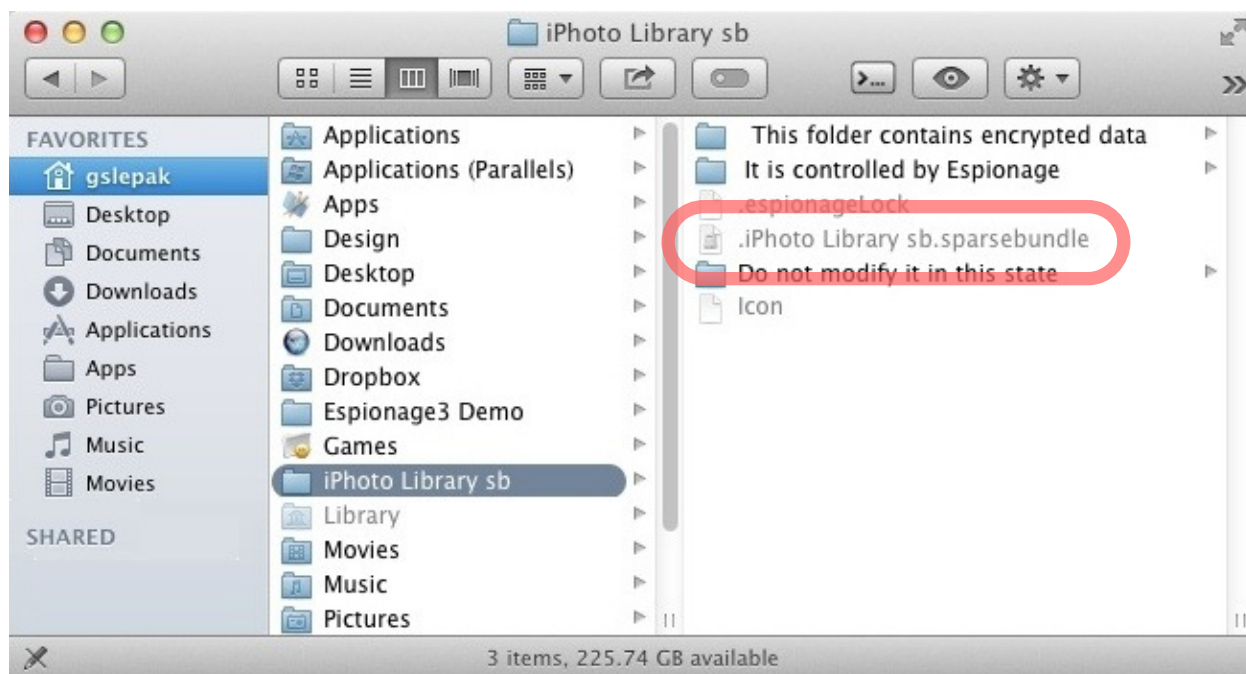 iPhoto Library sb
FAVORITES
gslepak
Desktop
Documents
Downloads
Applications
Apps
Pictures
Music
Movies
SHARED
Applications
Applications (Parallels)
Apps
Design
Desktop
Documents
Downloads
Dropbox
Espionage3 Demo
Games
iPhoto Library sb
Library
Movies
Music
Pictures
This folder contains encrypted data
It is controlled by Espionage
.espionageLock
.iPhoto Library sb.sparsebundle
Do not modify it in this state
Icon
3 items, 225.74 GB available